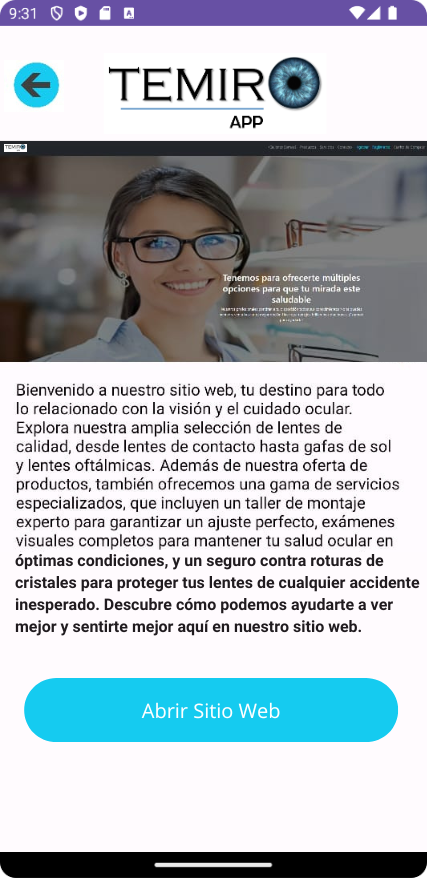 9:31
TEMIRO
APP
Tenemos para ofrecerte múltiples
opciones para que tu mirada este
saludable
Bienvenido a nuestro sitio web, tu destino para todo
lo relacionado con la visión y el cuidado ocular.
Explora nuestra amplia selección de lentes de
calidad, desde lentes de contacto hasta gafas de sol
y lentes oftálmicas. Además de nuestra oferta de
productos, también ofrecemos una gama de servicios
especializados, que incluyen un taller de montaje
experto para garantizar un ajuste perfecto, exámenes
visuales completos para mantener tu salud ocular en
óptimas condiciones, y un seguro contra roturas de
cristales para proteger tus lentes de cualquier accidente
inesperado. Descubre cómo podemos ayudarte a ver
mejor y sentirte mejor aquí en nuestro sitio web.
Abrir Sitio Web